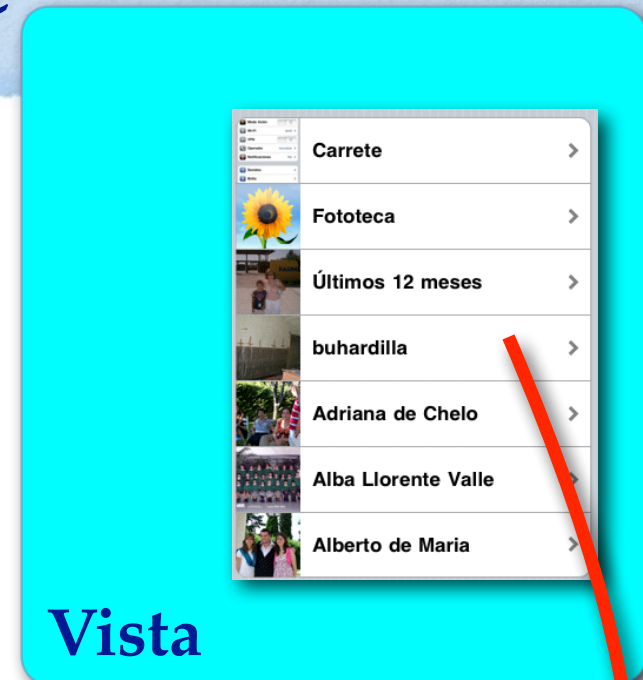 Carrete
Fototeca
Últimos 12 meses
buhardilla
Adriana de Chelo
Alba Llorente Valle
Alberto de Maria
Vista